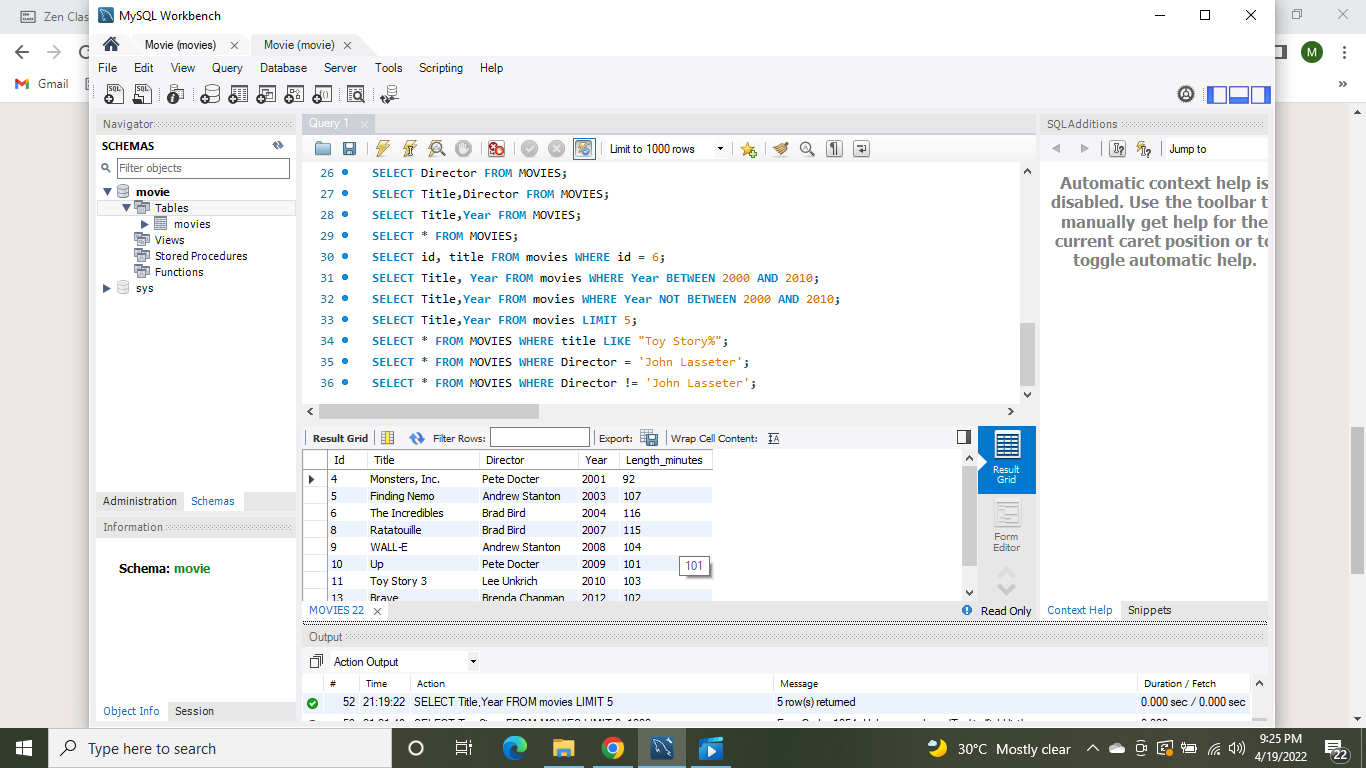 Zen Clas
MySQL Workbench
Movie (movies)
Movie (movie)
M
File Edit View Query Database Server Tools Scripting Help
Gmail
Navigator
Query 1
SQLAdditions
SCHEMAS
Limit to 1000 rows
Jump to
Filter objects
movie
Tables
movies
Views
Stored Procedures
Functions
sys
26 SELECT Director FROM MOVIES;
27 SELECT Title,Director FROM MOVIES;
28 SELECT Title,Year FROM MOVIES;
29 SELECT * FROM MOVIES;
30 SELECT id, title FROM movies WHERE id = 6;
31 SELECT Title, Year FROM movies WHERE Year BETWEEN 2000 AND 2010;
32 SELECT Title,Year FROM movies WHERE Year NOT BETWEEN 2000 AND 2010;
33 SELECT Title,Year FROM movies LIMIT 5;
34 SELECT * FROM MOVIES WHERE title LIKE "Toy Story%";
35 SELECT * FROM MOVIES WHERE Director = 'John Lasseter';
36 SELECT * FROM MOVIES WHERE Director != 'John Lasseter';
Automatic context help is
disabled. Use the toolbar t
manually get help for the
current caret position or to
toggle automatic help.
Result Grid Filter Rows: Export: Wrap Cell Content:
Id Title Director Year Length_minutes
4 Monsters, Inc. Pete Docter 2001 92
5 Finding Nemo Andrew Stanton 2003 107
6 The Incredibles Brad Bird 2004 116
8 Ratatouille Brad Bird 2007 115
9 WALL-E Andrew Stanton 2008 104
10 Up Pete Docter 2009 101
101
11 Toy Story 3 Lee Unkrich 2010 103
13 Brave Brenda Chapman 2012 102
Result
Grid
Form
Editor
Administration Schemas
Information
Schema: movie
MOVIES 22
Read Only
Context Help Snippets
Output
Action Output
# Time Action Message Duration / Fetch
52 21:19:22 SELECT Title,Year FROM movies LIMIT 5 5 row(s) returned 0.000 sec / 0.000 sec
Object Info Session
Type here to search
30°C Mostly clear
9:25 PM
4/19/2022
22